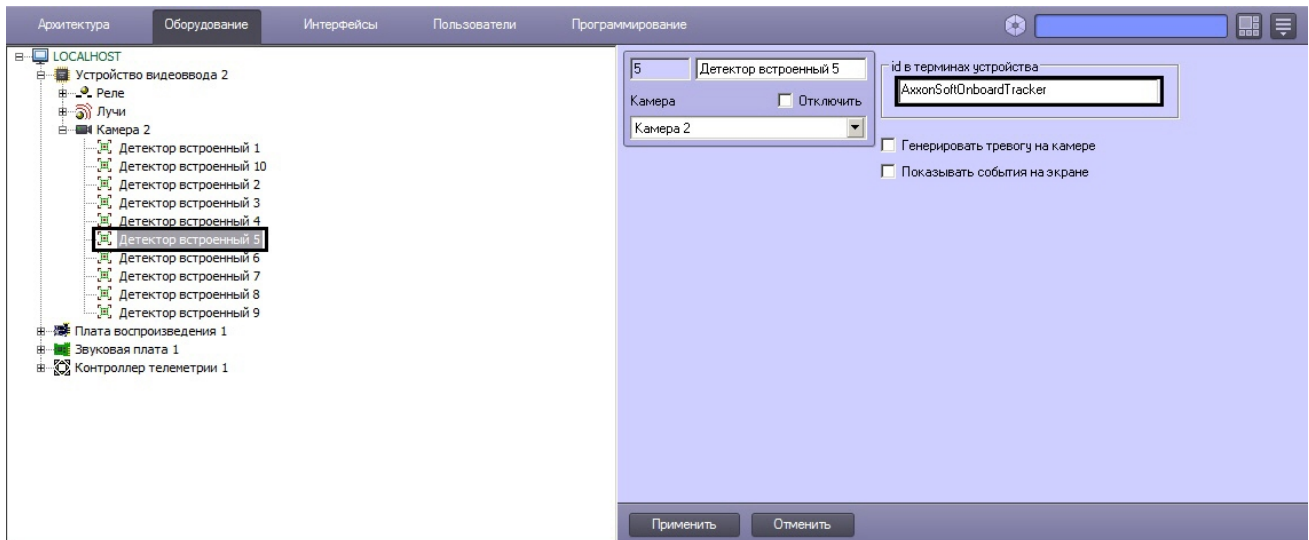 Архитектура Оборудование Интерфейсы Пользователи Программирование
LOCALHOST
Устройство видеоввода 2
Реле
Лучи
Камера 2
Детектор встроенный 1
Детектор встроенный 10
Детектор встроенный 2
Детектор встроенный 3
Детектор встроенный 4
Детектор встроенный 5
Детектор встроенный 6
Детектор встроенный 7
Детектор встроенный 8
Детектор встроенный 9
Плата воспроизведения 1
Звуковая плата 1
Контроллер телеметрии 1
5 Детектор встроенный 5
Камера Отключить
Камера 2
id в терминах устройства
AxxonSoftOnboardTracker
Генерировать тревогу на камере
Показывать события на экране
Применить Отменить